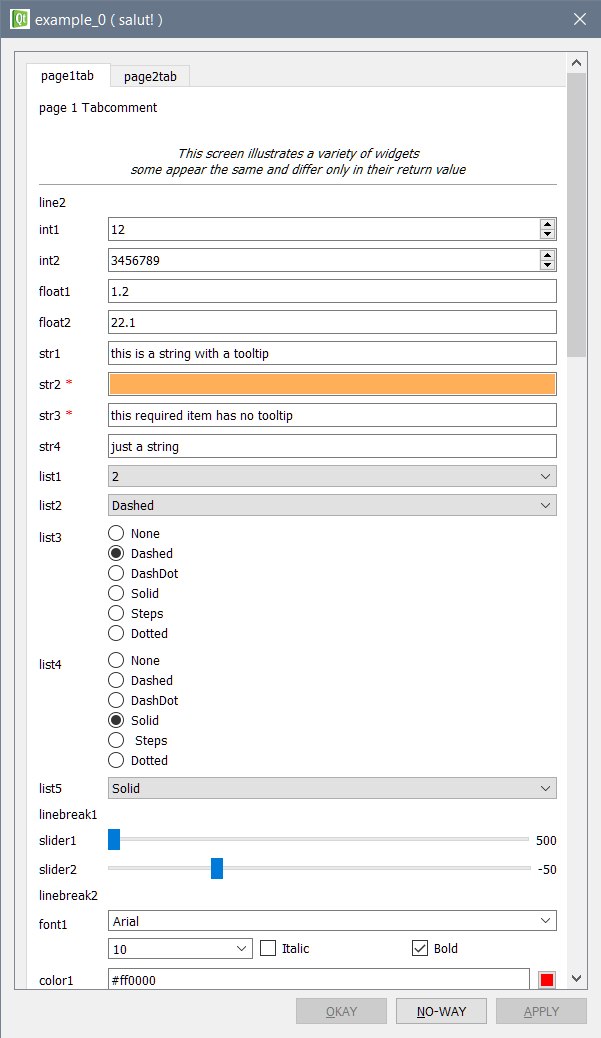 Qt example_0 ( salut! )
page1tab page2tab
page 1 Tabcomment
This screen illustrates a variety of widgets
some appear the same and differ only in their return value
line2
int1 12
int2 3456789
float1 1.2
float2 22.1
str1 this is a string with a tooltip
str2 *
str3 * this required item has no tooltip
str4 just a string
list1 2
list2 Dashed
list3 None
Dashed
DashDot
Solid
Steps
Dotted
list4 None
Dashed
DashDot
Solid
Steps
Dotted
list5 Solid
linebreak1
slider1 500
slider2 -50
linebreak2
font1 Arial
10 Italic Bold
color1 #ff0000
OKAY NO-WAY APPLY